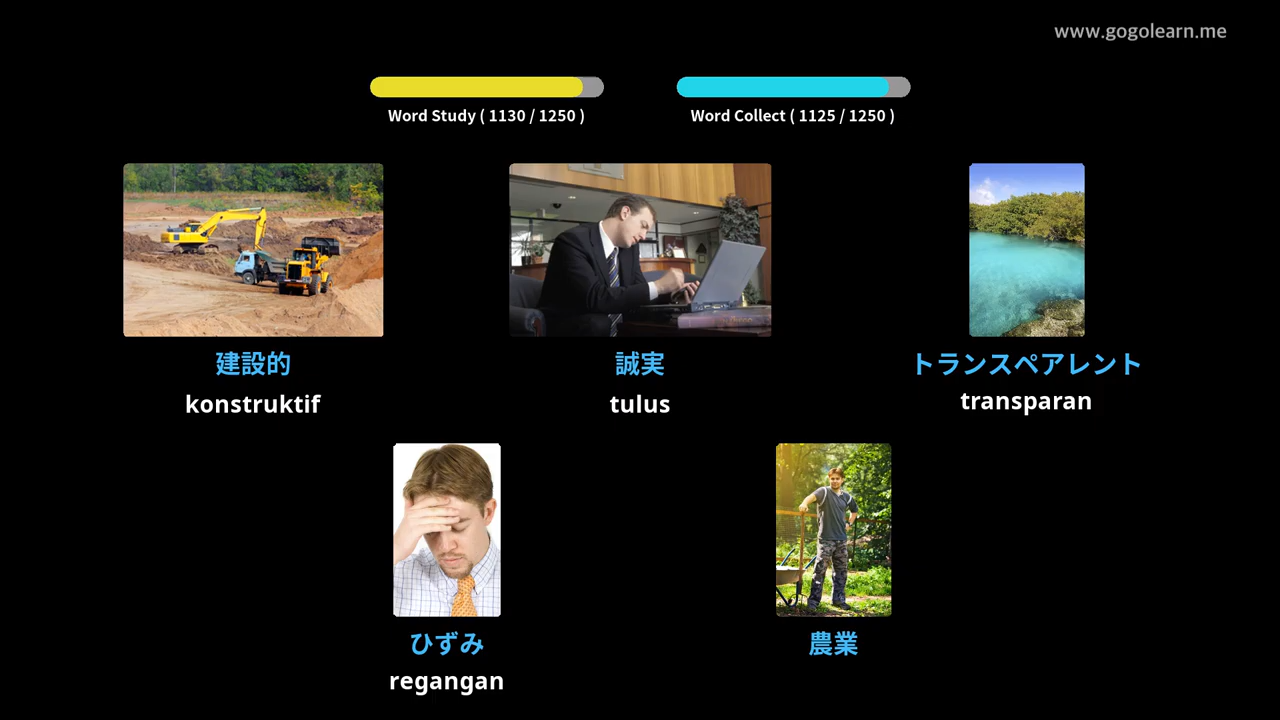 www.gogolearn.me
Word Study ( 1130 / 1250 )
Word Collect ( 1125 / 1250 )
建設的
konstruktif
誠実
tulus
トランスペアレント
transparan
ひずみ
regangan
農業